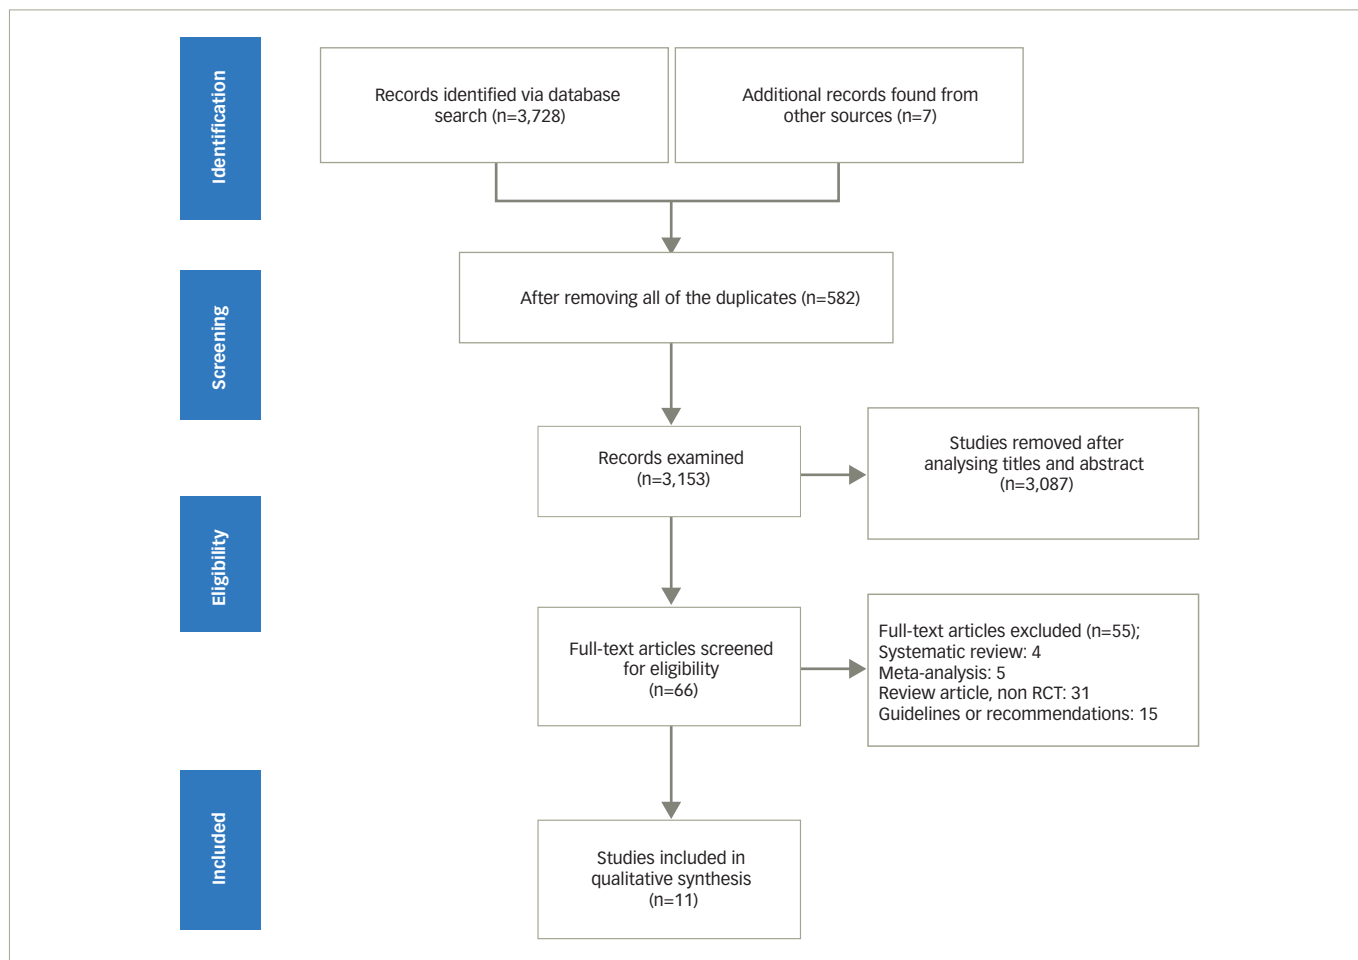 Identification
Records identified via database
search (n=3,728)
Additional records found from
other sources (n=7)
Screening
After removing all of the duplicates (n=582)
Records examined
(n=3,153)
Studies removed after
analysing titles and abstract
(n=3,087)
Eligibility
Full-text articles screened
for eligibility
(n=66)
Full-text articles excluded (n=55);
Systematic review: 4
Meta-analysis: 5
Review article, non RCT: 31
Guidelines or recommendations: 15
Included
Studies included in
qualitative synthesis
(n=11)